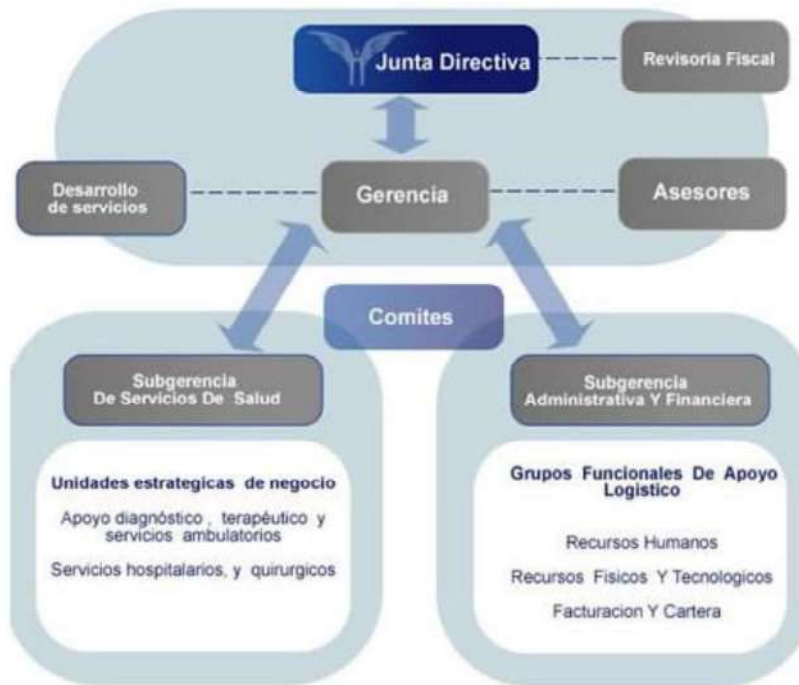 Junta Directiva
Revisoria Fiscal
Desarrollo
de servicios
Gerencia
Asesores
Comites
Subgerencia
De Servicios De Salud
Unidades estrategicas de negocio
Apoyo diagnóstico , terapéutico y
servicios ambulatorios
Servicios hospitalarios, y quirurgicos
Subgerencia
Administrativa Y Financiera
Grupos Funcionales De Apoyo
Logistico
Recursos Humanos
Recursos Fisicos Y Tecnologicos
Facturacion Y Cartera